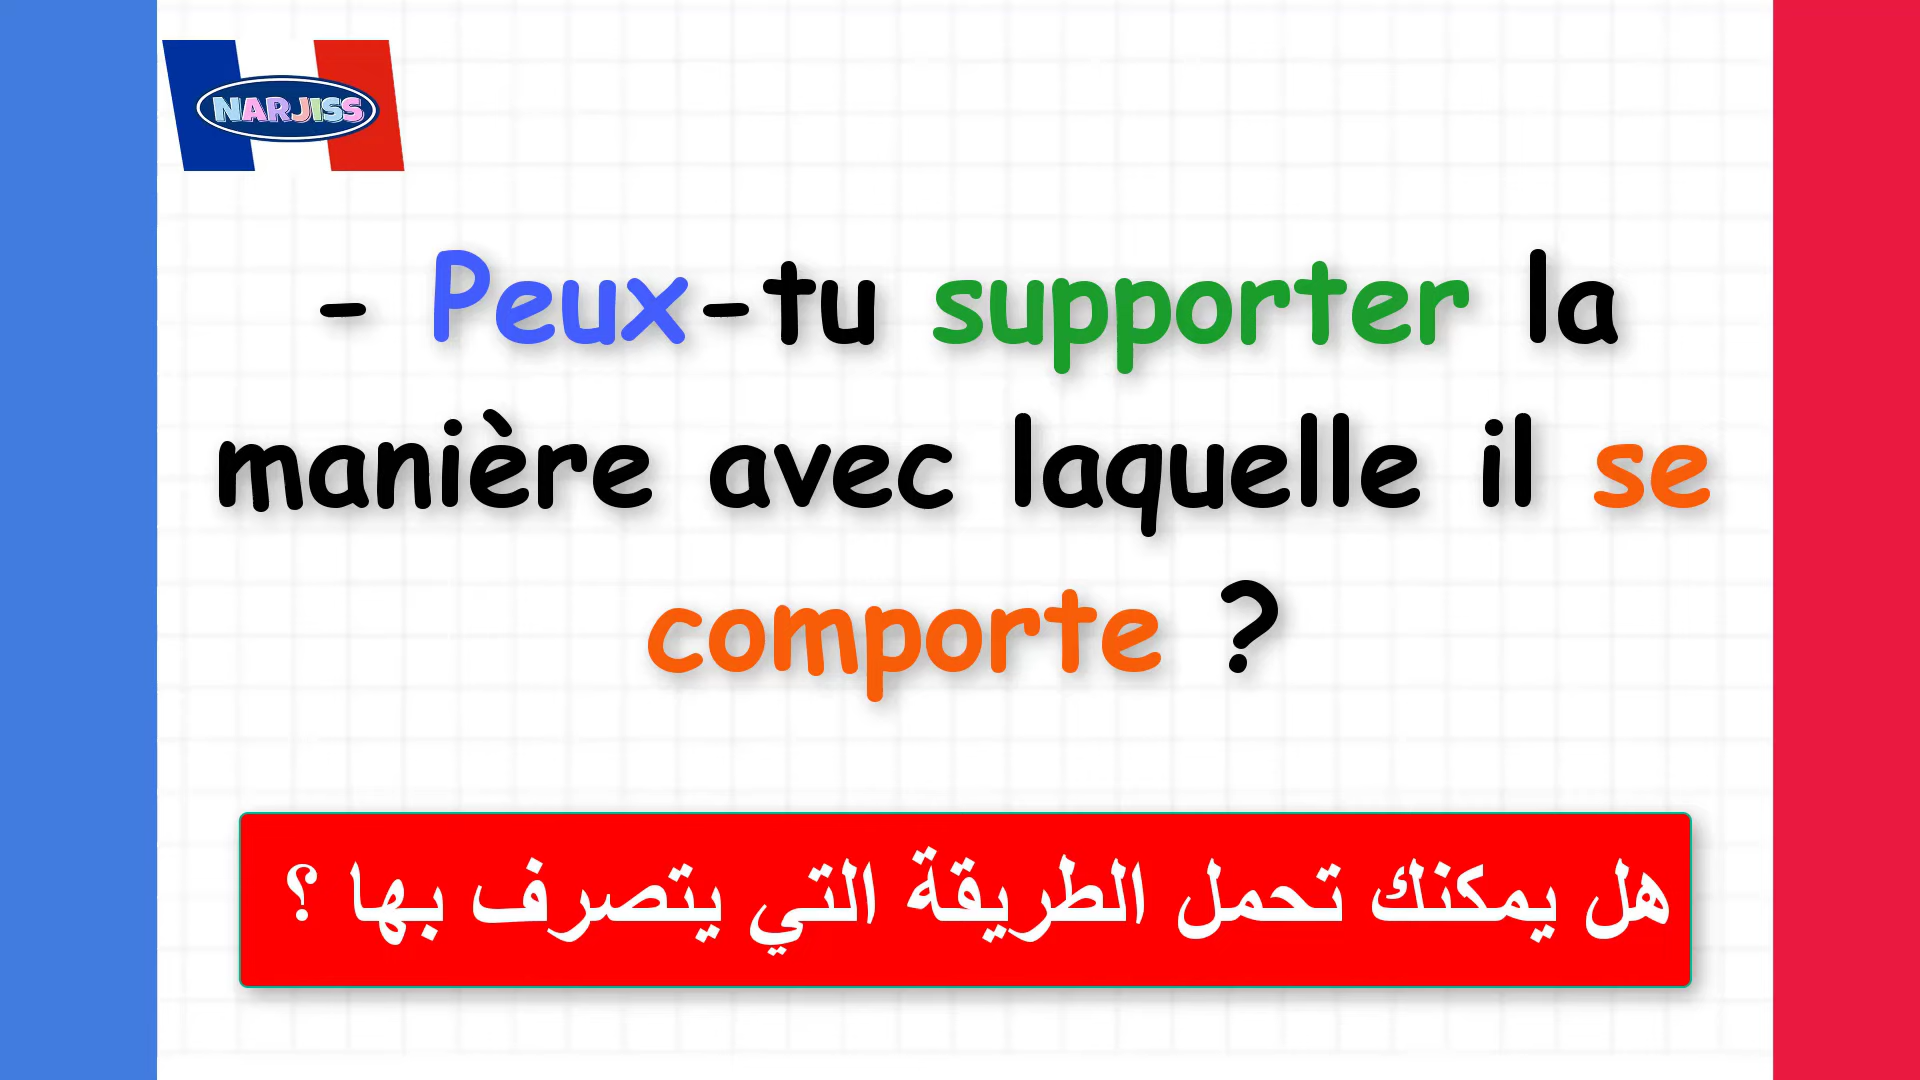 NARJISS
- Peux-tu supporter la
manière avec laquelle il se
comporte ?
هل يمكنك تحمل الطريقة التي يتصرف بها ؟